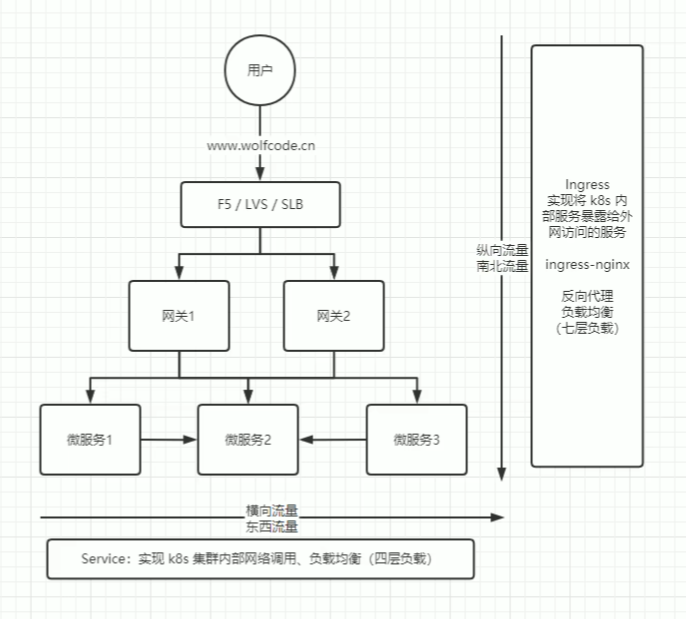 用户
www.wolfcode.cn
F5 / LVS / SLB
网关1
网关2
微服务1
微服务2
微服务3
横向流量
东西流量
Service：实现 k8s 集群内部网络调用、负载均衡（四层负载）
纵向流量
南北流量
Ingress
实现将 k8s 内
部服务暴露给外
网访问的服务
ingress-nginx
反向代理
负载均衡
（七层负载）